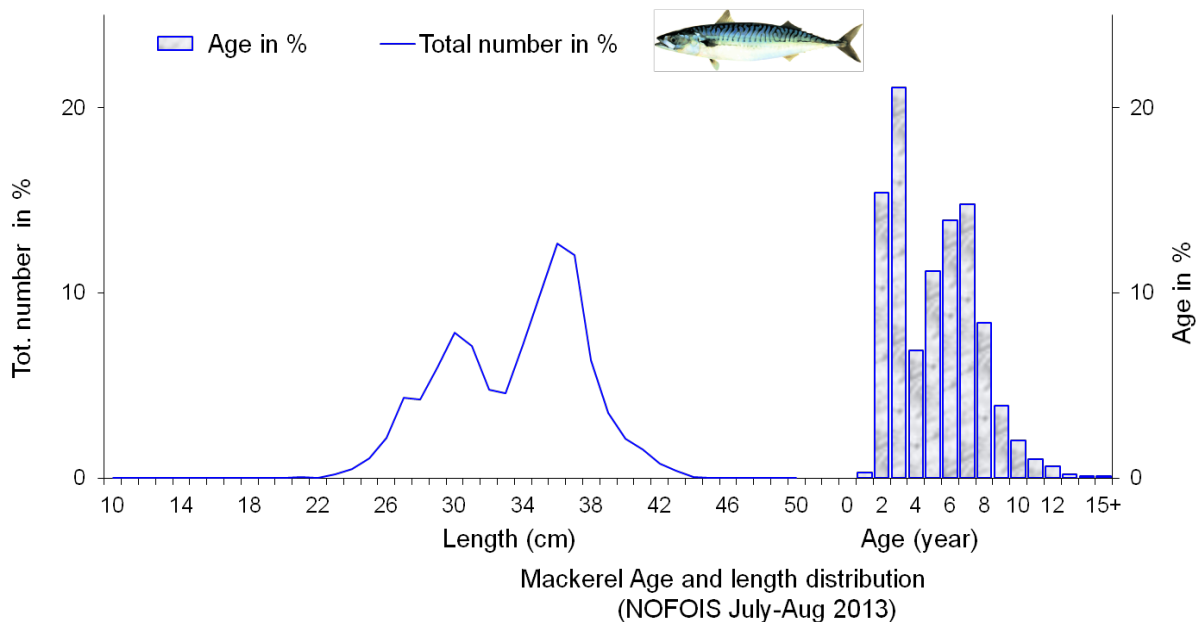 Age in %
Total number in %
Tot. number in %
20
10
0
20
10
0
Age in %
10 14 18 22 26 30 34 38 42 46 50 0 2 4 6 8 10 12 15+
Length (cm) Age (year)
Mackerel Age and length distribution
(NOFOIS July-Aug 2013)